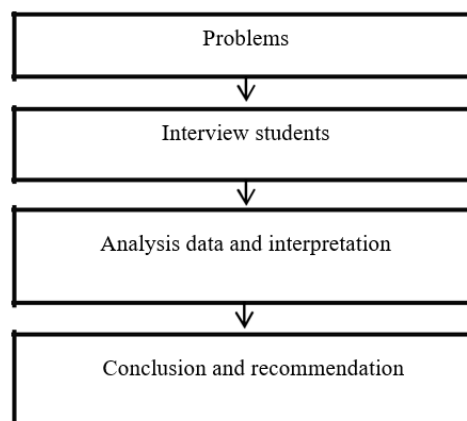 Problems
Interview students
Analysis data and interpretation
Conclusion and recommendation